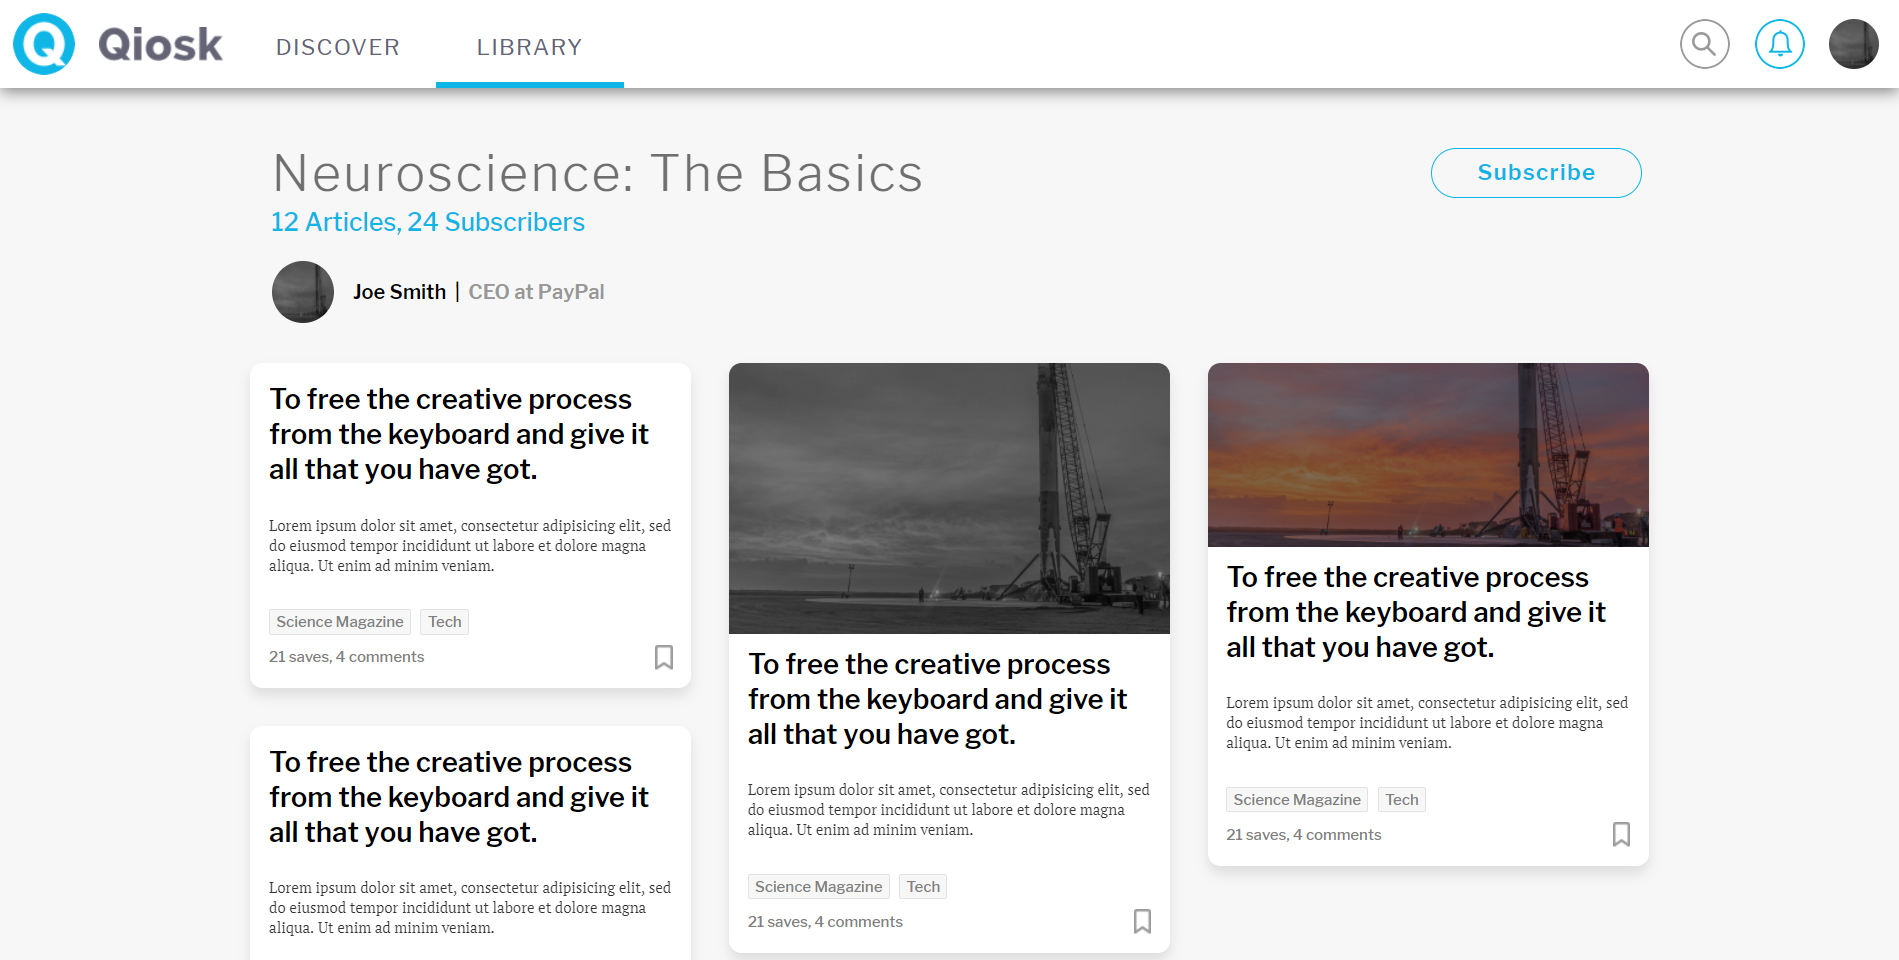 Qiosk
DISCOVER
LIBRARY
Neuroscience: The Basics
Subscribe
12 Articles, 24 Subscribers
Joe Smith | CEO at PayPal
To free the creative process
from the keyboard and give it
all that you have got.
Lorem ipsum dolor sit amet, consectetur adipisicing elit, sed
do eiusmod tempor incididunt ut labore et dolore magna
aliqua. Ut enim ad minim veniam.
Science Magazine
Tech
21 saves, 4 comments
To free the creative process
from the keyboard and give it
all that you have got.
Lorem ipsum dolor sit amet, consectetur adipisicing elit, sed
do eiusmod tempor incididunt ut labore et dolore magna
aliqua. Ut enim ad minim veniam.
To free the creative process
from the keyboard and give it
all that you have got.
Lorem ipsum dolor sit amet, consectetur adipisicing elit, sed
do eiusmod tempor incididunt ut labore et dolore magna
aliqua. Ut enim ad minim veniam.
Science Magazine
Tech
21 saves, 4 comments
To free the creative process
from the keyboard and give it
all that you have got.
Lorem ipsum dolor sit amet, consectetur adipisicing elit, sed
do eiusmod tempor incididunt ut labore et dolore magna
aliqua. Ut enim ad minim veniam.
Science Magazine
Tech
21 saves, 4 comments